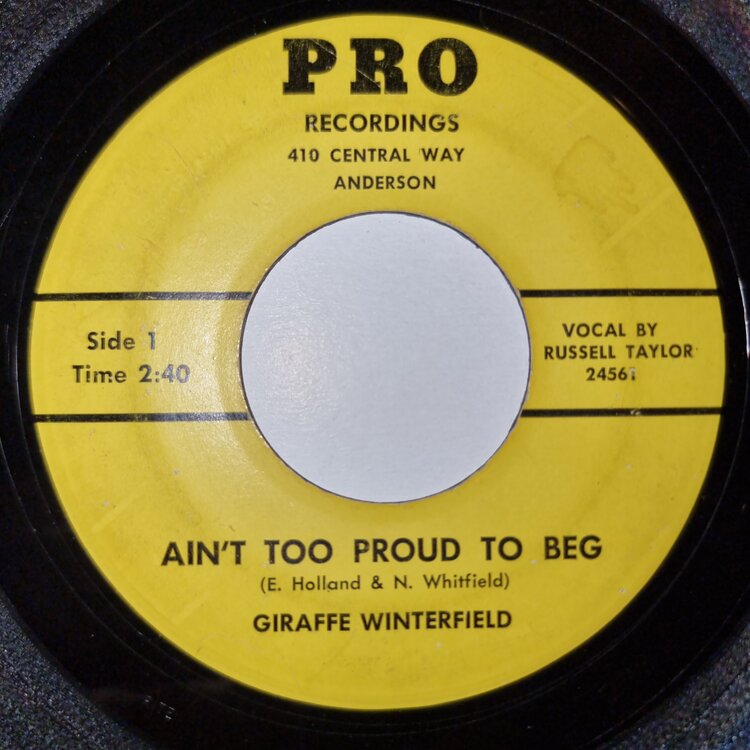 PRO
RECORDINGS
410 CENTRAL WAY
ANDERSON
Side 1
Time 2:40
VOCAL BY
RUSSELL TAYLOR
24561
AIN'T TOO PROUD TO BEG
(E. Holland & N. Whitfield)
GIRAFFE WINTERFIELD